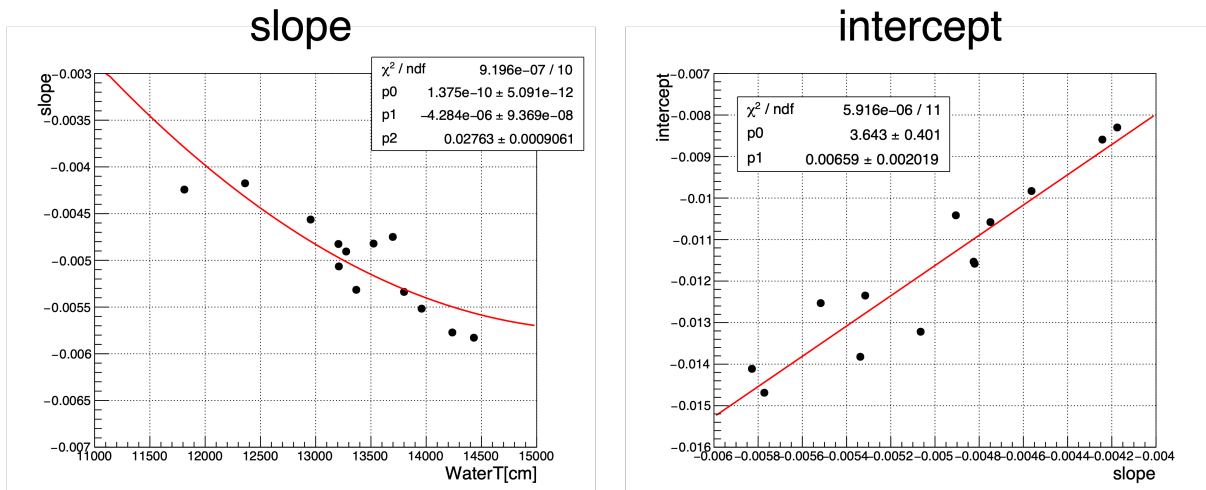 slope
−0.003
−0.0035
−0.004
−0.0045
−0.005
−0.0055
−0.006
−0.0065
−0.007
slope
χ² / ndf 9.196e−07 / 10
p0 1.375e−10 ± 5.091e−12
p1 −4.284e−06 ± 9.369e−08
p2 0.02763 ± 0.0009061
11000 11500 12000 12500 13000 13500 14000 14500 15000
WaterT[cm]
intercept
−0.007
−0.008
−0.009
−0.01
−0.011
−0.012
−0.013
−0.014
−0.015
−0.016
intercept
χ² / ndf 5.916e−06 / 11
p0 3.643 ± 0.401
p1 0.00659 ± 0.002019
−0.006 −0.0058 −0.0056 −0.0054 −0.0052 −0.005 −0.0048 −0.0046 −0.0044 −0.0042 −0.004
slope